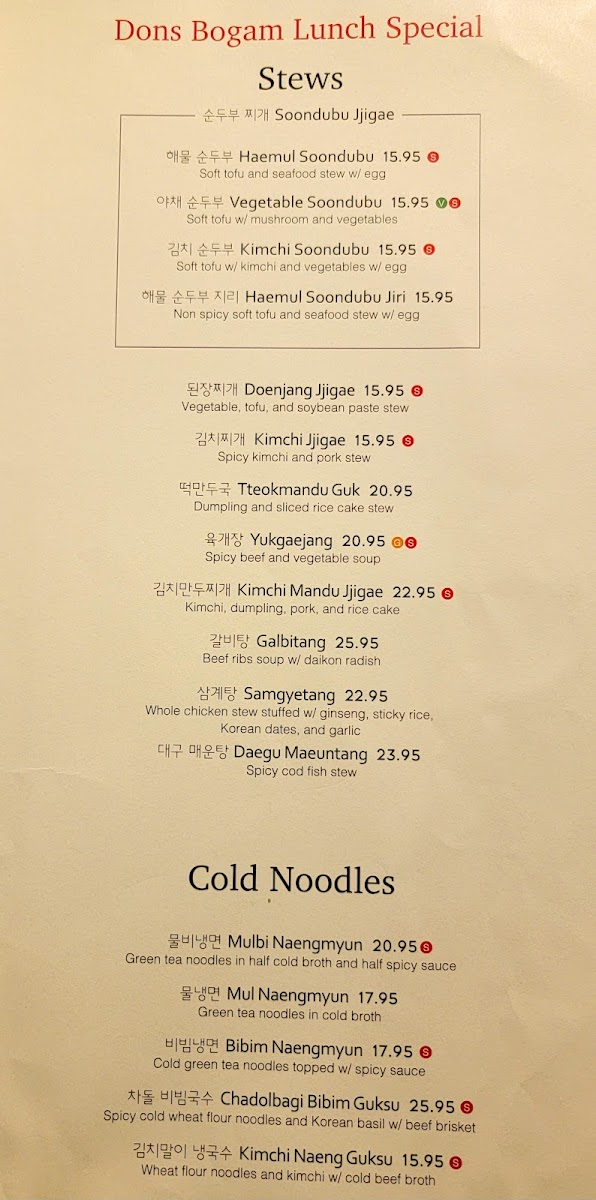 Dons Bogam Lunch Special
Stews
순두부 찌개 Soondubu Jjigae
해물 순두부 Haemul Soondubu 15.95 S
Soft tofu and seafood stew w/ egg
야채 순두부 Vegetable Soondubu 15.95 V S
Soft tofu w/ mushroom and vegetables
김치 순두부 Kimchi Soondubu 15.95 S
Soft tofu w/ kimchi and vegetables w/ egg
해물 순두부 지리 Haemul Soondubu Jiri 15.95
Non spicy soft tofu and seafood stew w/ egg
된장찌개 Doenjang Jjigae 15.95 S
Vegetable, tofu, and soybean paste stew
김치찌개 Kimchi Jjigae 15.95 S
Spicy kimchi and pork stew
떡만두국 Tteokmandu Guk 20.95
Dumpling and sliced rice cake stew
육개장 Yukgaejang 20.95 G S
Spicy beef and vegetable soup
김치만두찌개 Kimchi Mandu Jjigae 22.95 S
Kimchi, dumpling, pork, and rice cake
갈비탕 Galbitang 25.95
Beef ribs soup w/ daikon radish
삼계탕 Samgyetang 22.95
Whole chicken stew stuffed w/ ginseng, sticky rice,
Korean dates, and garlic
대구 매운탕 Daegu Maeuntang 23.95
Spicy cod fish stew
Cold Noodles
물비냉면 Mulbi Naengmyun 20.95 S
Green tea noodles in half cold broth and half spicy sauce
물냉면 Mul Naengmyun 17.95
Green tea noodles in cold broth
비빔냉면 Bibim Naengmyun 17.95 S
Cold green tea noodles topped w/ spicy sauce
차돌 비빔국수 Chadolbagi Bibim Guksu 25.95 S
Spicy cold wheat flour noodles and Korean basil w/ beef brisket
김치말이 냉국수 Kimchi Naeng Guksu 15.95 S
Wheat flour noodles and kimchi w/ cold beef broth